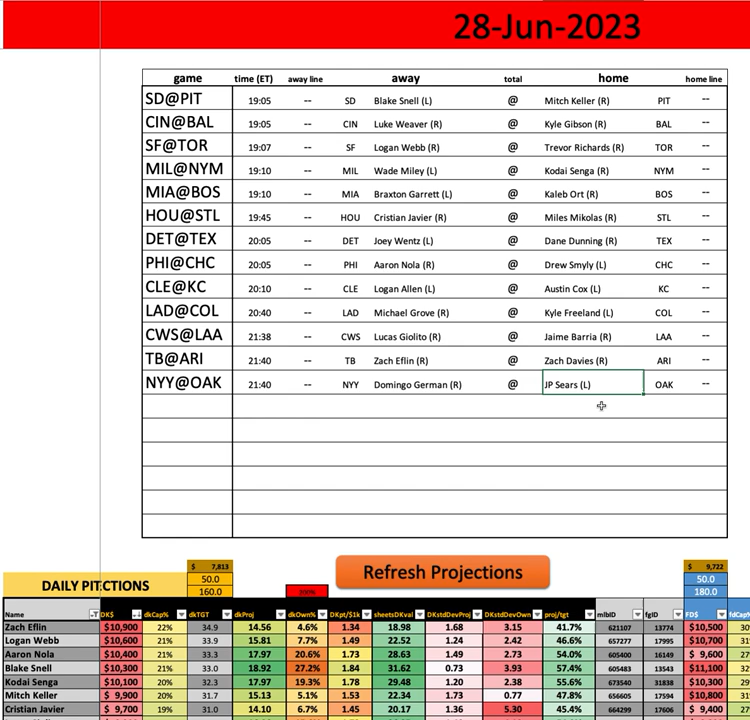 28-Jun-2023
game time (ET) away line away total home home line
SD@PIT 19:05 -- SD Blake Snell (L) @ Mitch Keller (R) PIT --
CIN@BAL 19:05 -- CIN Luke Weaver (R) @ Kyle Gibson (R) BAL --
SF@TOR 19:07 -- SF Logan Webb (R) @ Trevor Richards (R) TOR --
MIL@NYM 19:10 -- MIL Wade Miley (L) @ Kodai Senga (R) NYM --
MIA@BOS 19:10 -- MIA Braxton Garrett (L) @ Kaleb Ort (R) BOS --
HOU@STL 19:45 -- HOU Cristian Javier (R) @ Miles Mikolas (R) STL --
DET@TEX 20:05 -- DET Joey Wentz (L) @ Dane Dunning (R) TEX --
PHI@CHC 20:05 -- PHI Aaron Nola (R) @ Drew Smyly (L) CHC --
CLE@KC 20:10 -- CLE Logan Allen (L) @ Austin Cox (L) KC --
LAD@COL 20:40 -- LAD Michael Grove (R) @ Kyle Freeland (L) COL --
CWS@LAA 21:38 -- CWS Lucas Giolito (R) @ Jaime Barria (R) LAA --
TB@ARI 21:40 -- TB Zach Eflin (R) @ Zach Davies (R) ARI --
NYY@OAK 21:40 -- NYY Domingo German (R) @ JP Sears (L) OAK --
$ 7,813 Refresh Projections $ 9,722
DAILY PITCTIONS 50.0 50.0
160.0 180.0
Name DK$ dkCap% dkTGT dkProj dkOwn% DKpt/$1k sheetsDKval DKstdDevProj DKstdDevOwn proj/tgt mlbID fgID FD$ fdCap%
Zach Eflin $10,900 22% 34.9 14.56 4.6% 1.34 18.98 1.68 3.15 41.7% 621107 13774 $10,500
Logan Webb $10,600 21% 33.9 15.81 7.7% 1.49 22.52 1.24 2.42 46.6% 657277 17995 $10,700
Aaron Nola $10,400 21% 33.3 17.97 20.6% 1.73 28.63 1.49 2.73 54.0% 605400 16149 $ 9,600
Blake Snell $10,300 21% 33.0 18.92 27.2% 1.84 31.62 0.73 3.93 57.4% 605483 13543 $11,100
Kodai Senga $10,100 20% 32.3 17.97 19.3% 1.78 29.48 1.20 2.38 55.6% 673540 31838 $10,300
Mitch Keller $ 9,900 20% 31.7 15.13 5.1% 1.53 22.34 1.73 0.77 47.8% 656605 17594 $10,800
Cristian Javier $ 9,700 19% 31.0 14.10 6.7% 1.45 20.17 1.36 5.30 45.4% 664299 17606 $ 9,400